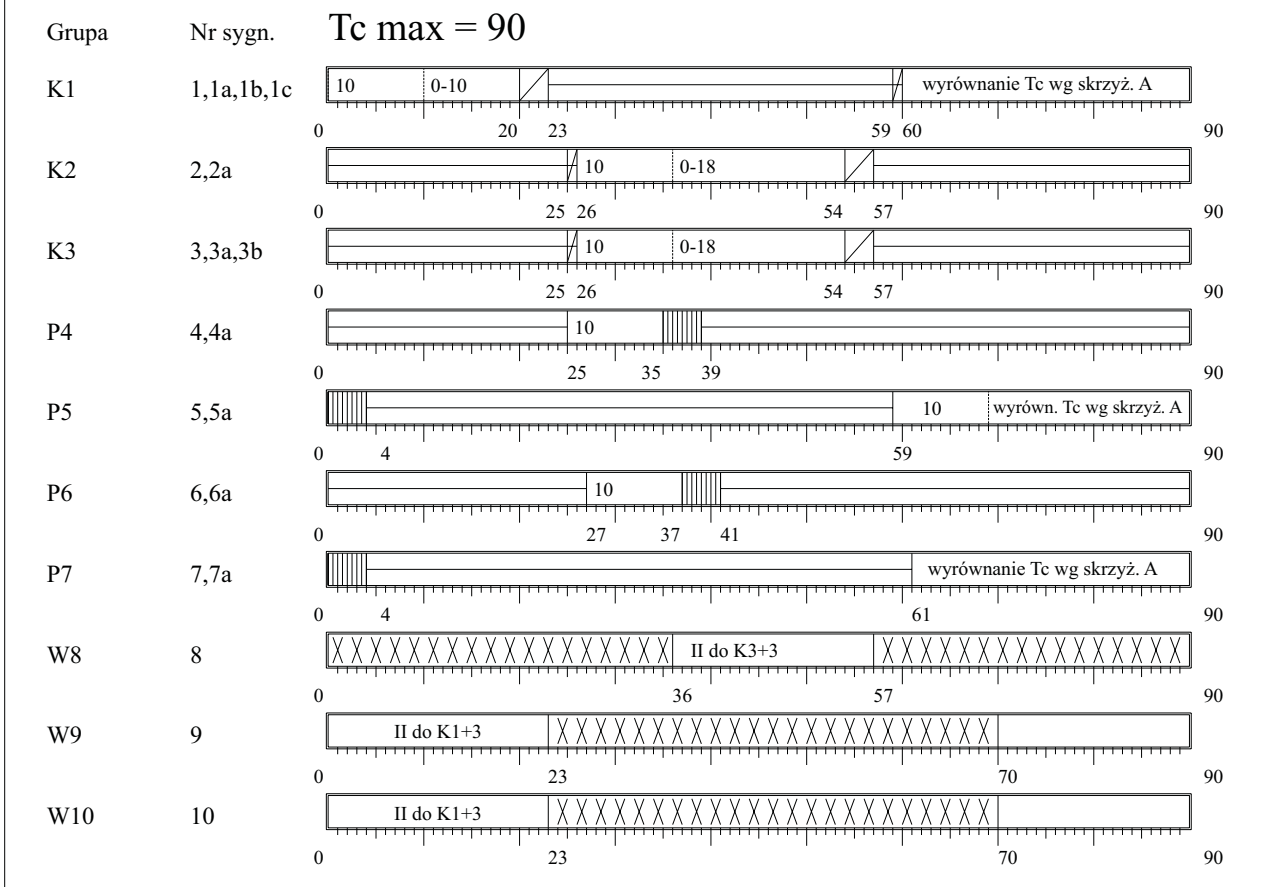 Grupa Nr sygn. Tc max = 90
K1 1,1a,1b,1c 10 0-10 wyrównanie Tc wg skrzyż. A
0 20 23 59 60 90
K2 2,2a 10 0-18
0 25 26 54 57 90
K3 3,3a,3b 10 0-18
0 25 26 54 57 90
P4 4,4a 10
0 25 35 39 90
P5 5,5a 10 wyrówn. Tc wg skrzyż. A
0 4 59 90
P6 6,6a 10
0 27 37 41 90
P7 7,7a wyrównanie Tc wg skrzyż. A
0 4 61 90
W8 8 II do K3+3
0 36 57 90
W9 9 II do K1+3
0 23 70 90
W10 10 II do K1+3
0 23 70 90